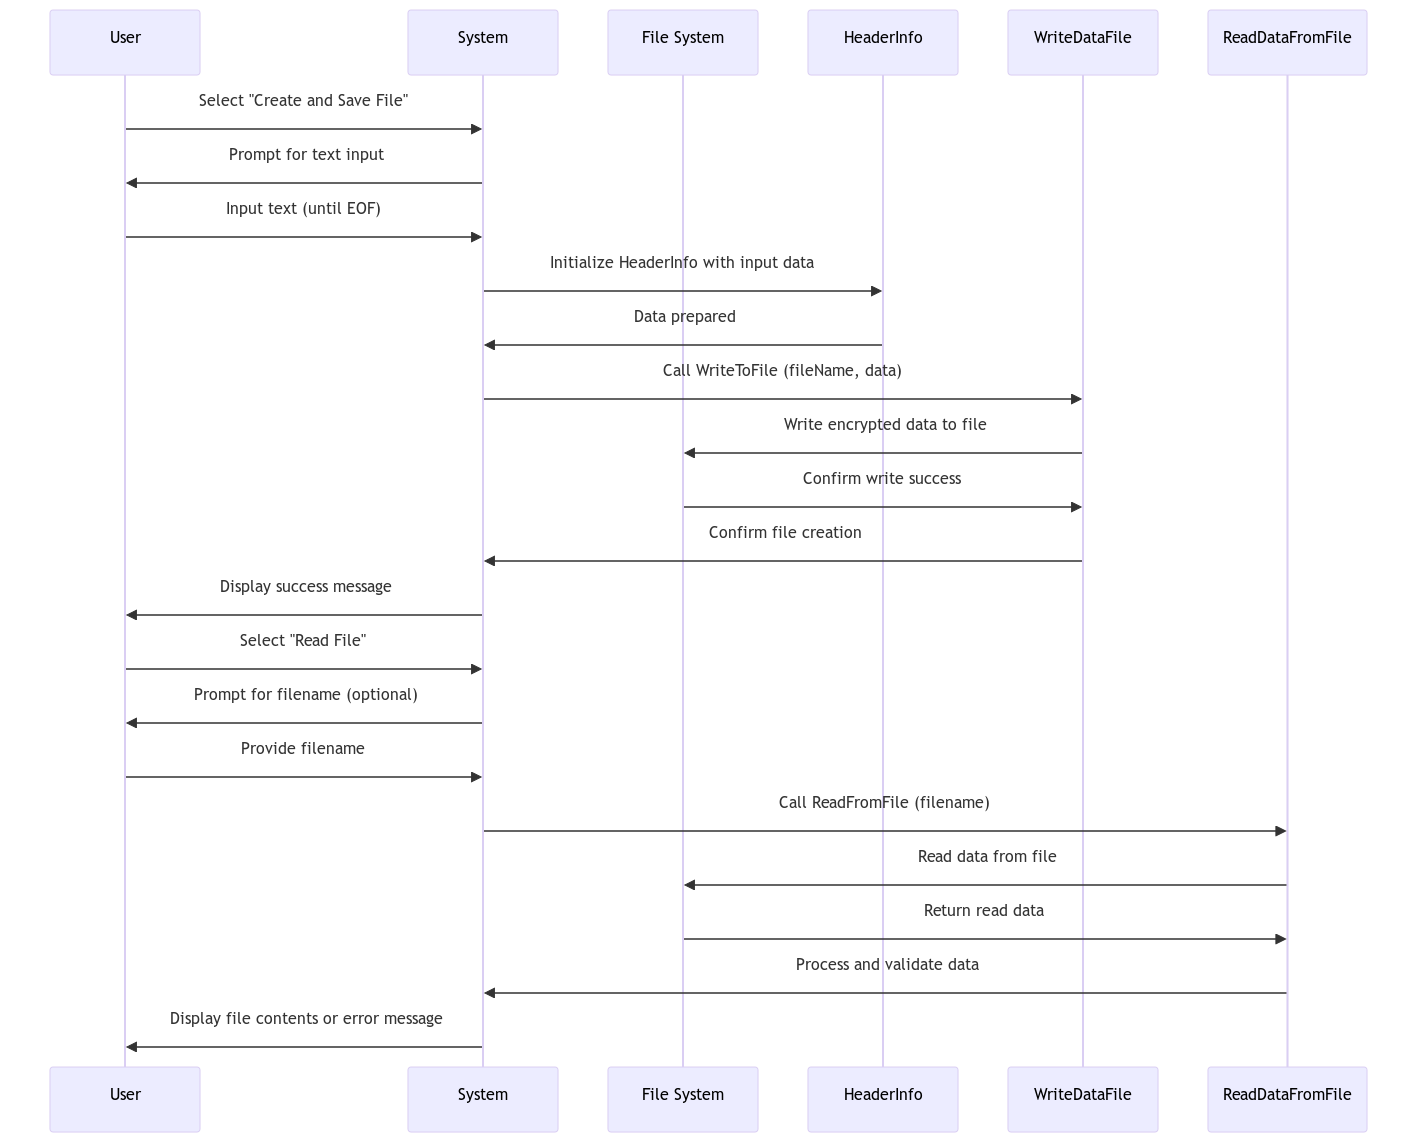 User
System
File System
HeaderInfo
WriteDataFile
ReadDataFromFile
Select "Create and Save File"
Prompt for text input
Input text (until EOF)
Initialize HeaderInfo with input data
Data prepared
Call WriteToFile (fileName, data)
Write encrypted data to file
Confirm write success
Confirm file creation
Display success message
Select "Read File"
Prompt for filename (optional)
Provide filename
Call ReadFromFile (filename)
Read data from file
Return read data
Process and validate data
Display file contents or error message
User
System
File System
HeaderInfo
WriteDataFile
ReadDataFromFile